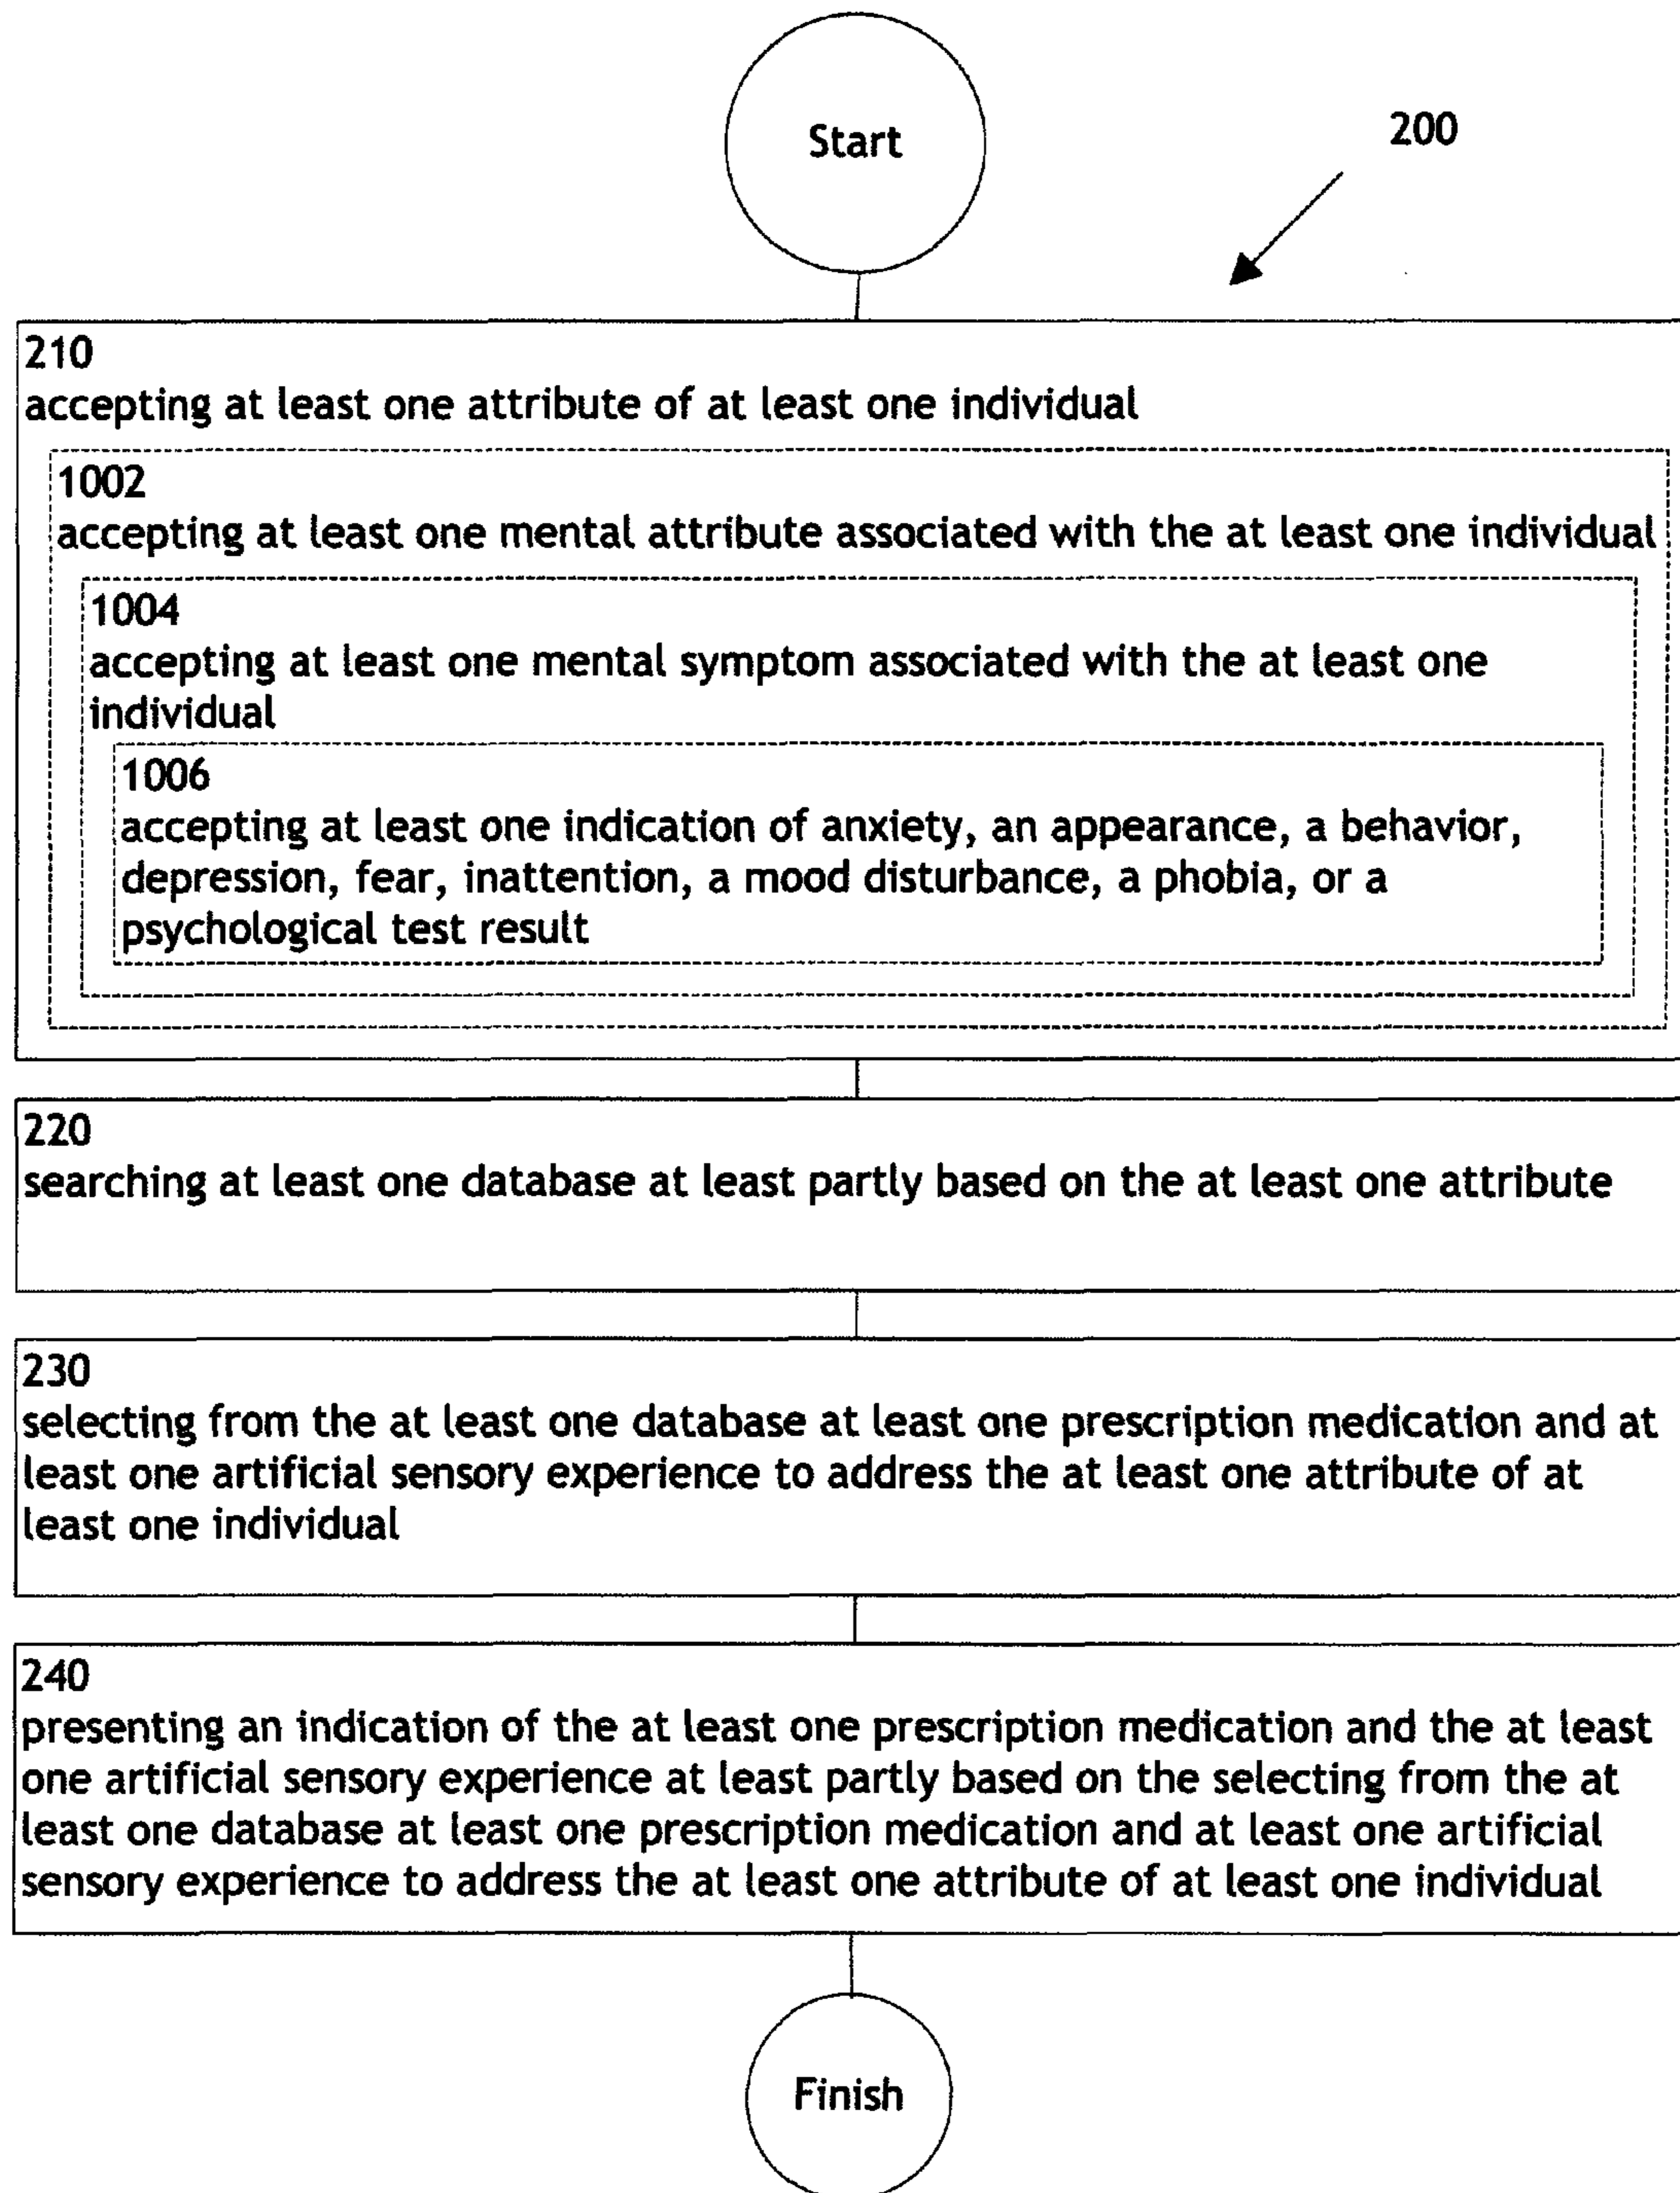 Start
200
210
accepting at least one attribute of at least one individual
1002
accepting at least one mental attribute associated with the at least one individual
1004
accepting at least one mental symptom associated with the at least one
individual
1006
accepting at least one indication of anxiety, an appearance, a behavior,
depression, fear, inattention, a mood disturbance, a phobia, or a
psychological test result
220
searching at least one database at least partly based on the at least one attribute
230
selecting from the at least one database at least one prescription medication and at
least one artificial sensory experience to address the at least one attribute of at
least one individual
240
presenting an indication of the at least one prescription medication and the at least
one artificial sensory experience at least partly based on the selecting from the at
least one database at least one prescription medication and at least one artificial
sensory experience to address the at least one attribute of at least one individual
Finish